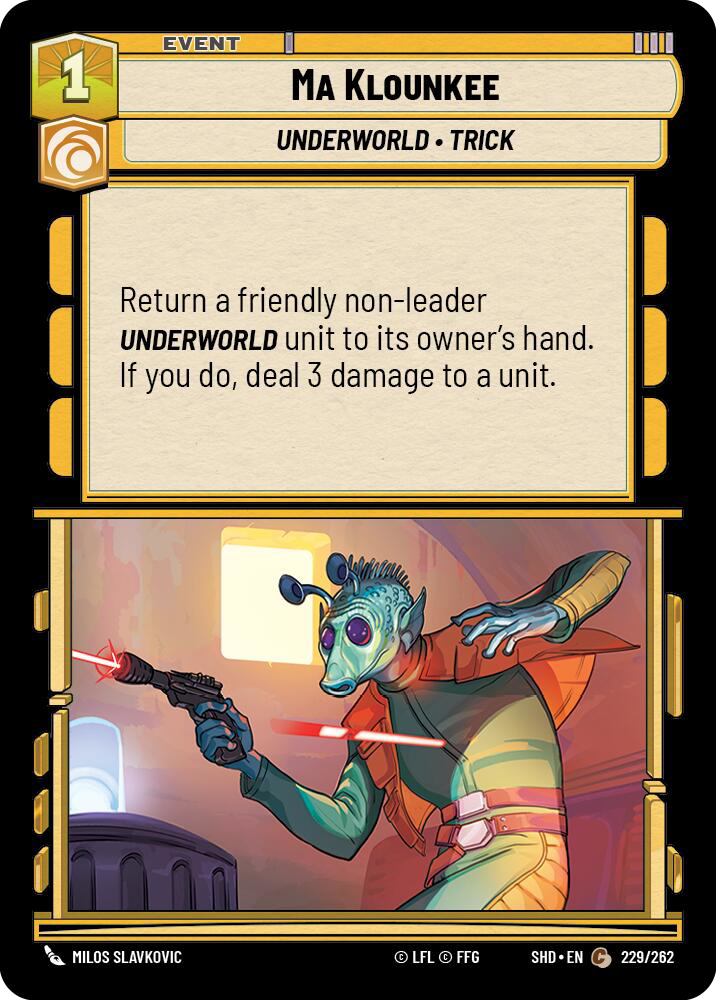 EVENT
1
MA KLOUNKEE
UNDERWORLD • TRICK
Return a friendly non-leader
UNDERWORLD unit to its owner’s hand.
If you do, deal 3 damage to a unit.
MILOS SLAVKOVIC
© LFL © FFG
SHD • EN C 229/262